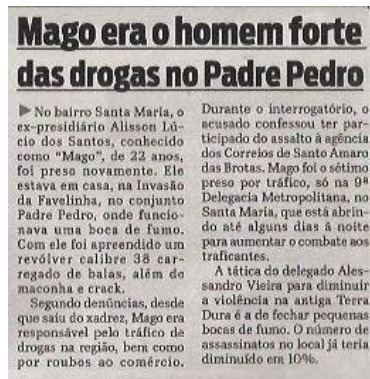 Mago era o homem forte
das drogas no Padre Pedro
▶ No bairro Santa Maria, o
ex-presidiário Alisson Lú-
cio dos Santos, conhecido
como "Mago", de 22 anos,
foi preso novamente. Ele
estava em casa, na Invasão
da Favelinha, no conjunto
Padre Pedro, onde funcio-
nava uma boca de fumo.
Com ele foi apreendido um
revólver calibre 38 carre-
gado de balas, além de
maconha e crack.
Segundo denúncias, desde
que saiu do xadrez, Mago era
responsável pelo tráfico de
drogas na região, bem como
por roubos ao comércio.
Durante o interrogatório, o
acusado confessou ter par-
ticipado do assalto à agência
dos Correios de Santo Amaro
das Brotas. Mago foi o sétimo
preso por tráfico, só na 9ª
Delegacia Metropolitana, no
Santa Maria, que está abrin-
do até alguns dias à noite
para aumentar o combate aos
traficantes.
A tática do delegado Ales-
sandro Vieira para diminuir
a violência na antiga Terra
Dura é a de fechar pequenas
bocas de fumo. O número de
assassinatos no local já teria
diminuído em 10%.